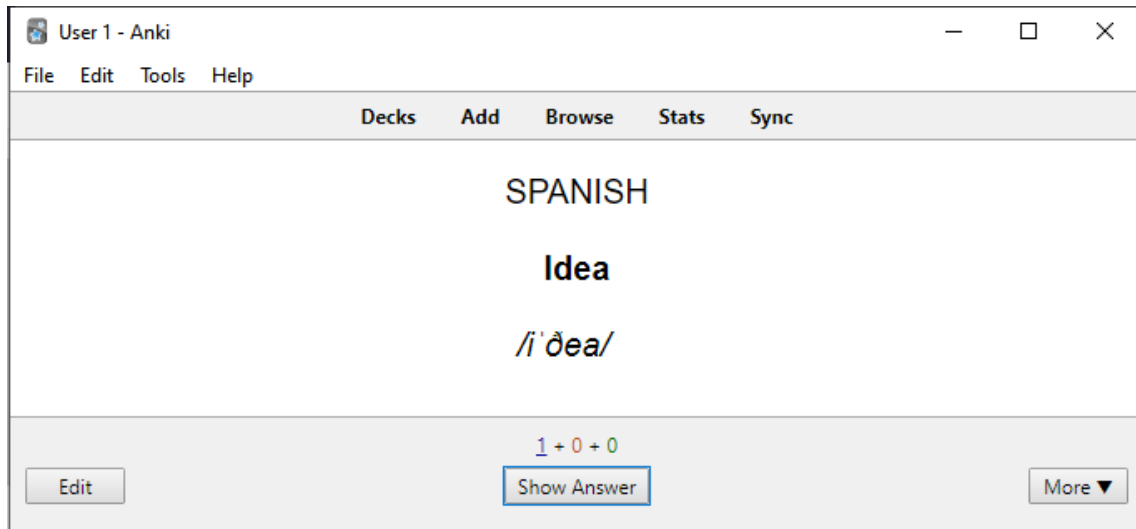 User 1 - Anki
File Edit Tools Help
Decks Add Browse Stats Sync
SPANISH
Idea
/iˈðea/
1 + 0 + 0
Edit Show Answer More ▼